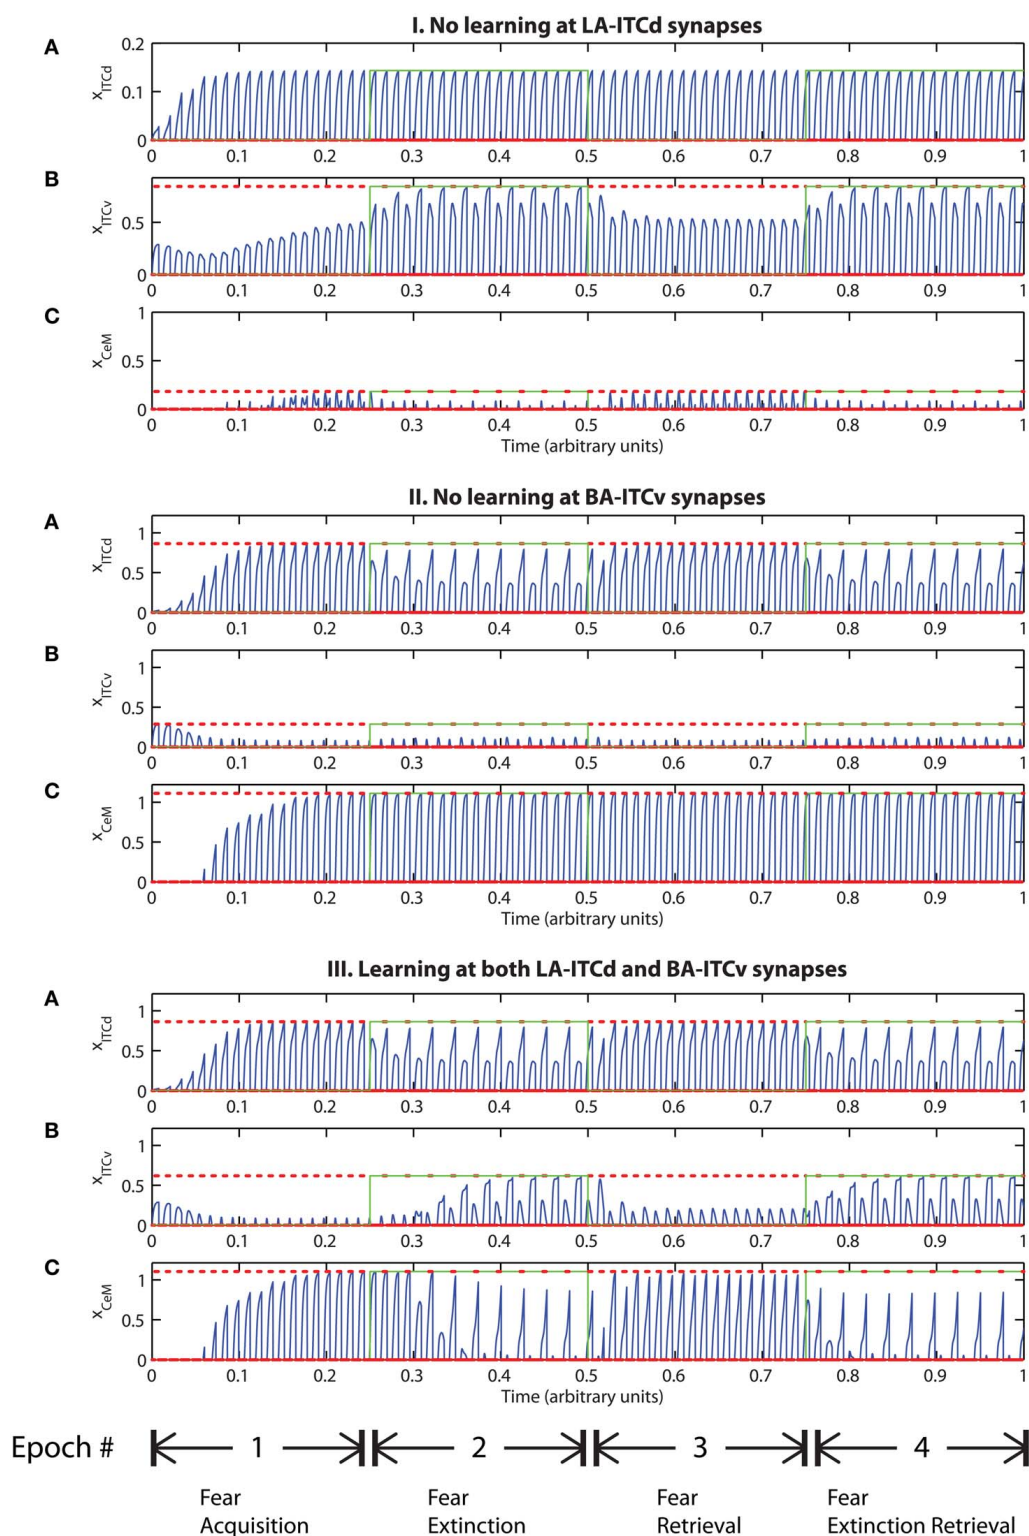 I. No learning at LA-ITCd synapses
A
xITCd
0.2
0.1
0
0 0.1 0.2 0.3 0.4 0.5 0.6 0.7 0.8 0.9 1
B
xITCv
0.5
0
0 0.1 0.2 0.3 0.4 0.5 0.6 0.7 0.8 0.9 1
C
xCeM
1
0.5
0
0 0.1 0.2 0.3 0.4 0.5 0.6 0.7 0.8 0.9 1
Time (arbitrary units)
II. No learning at BA-ITCv synapses
A
xITCd
1
0.5
0
0 0.1 0.2 0.3 0.4 0.5 0.6 0.7 0.8 0.9 1
B
xITCv
1
0.5
0
0 0.1 0.2 0.3 0.4 0.5 0.6 0.7 0.8 0.9 1
C
xCeM
1
0.5
0
0 0.1 0.2 0.3 0.4 0.5 0.6 0.7 0.8 0.9 1
Time (arbitrary units)
III. Learning at both LA-ITCd and BA-ITCv synapses
A
xITCd
1
0.5
0
0 0.1 0.2 0.3 0.4 0.5 0.6 0.7 0.8 0.9 1
B
xITCv
1
0.5
0
0 0.1 0.2 0.3 0.4 0.5 0.6 0.7 0.8 0.9 1
C
xCeM
1
0.5
0
0 0.1 0.2 0.3 0.4 0.5 0.6 0.7 0.8 0.9 1
Time (arbitrary units)
Epoch # 1 2 3 4
Fear Fear Fear Fear
Acquisition Extinction Retrieval Extinction Retrieval